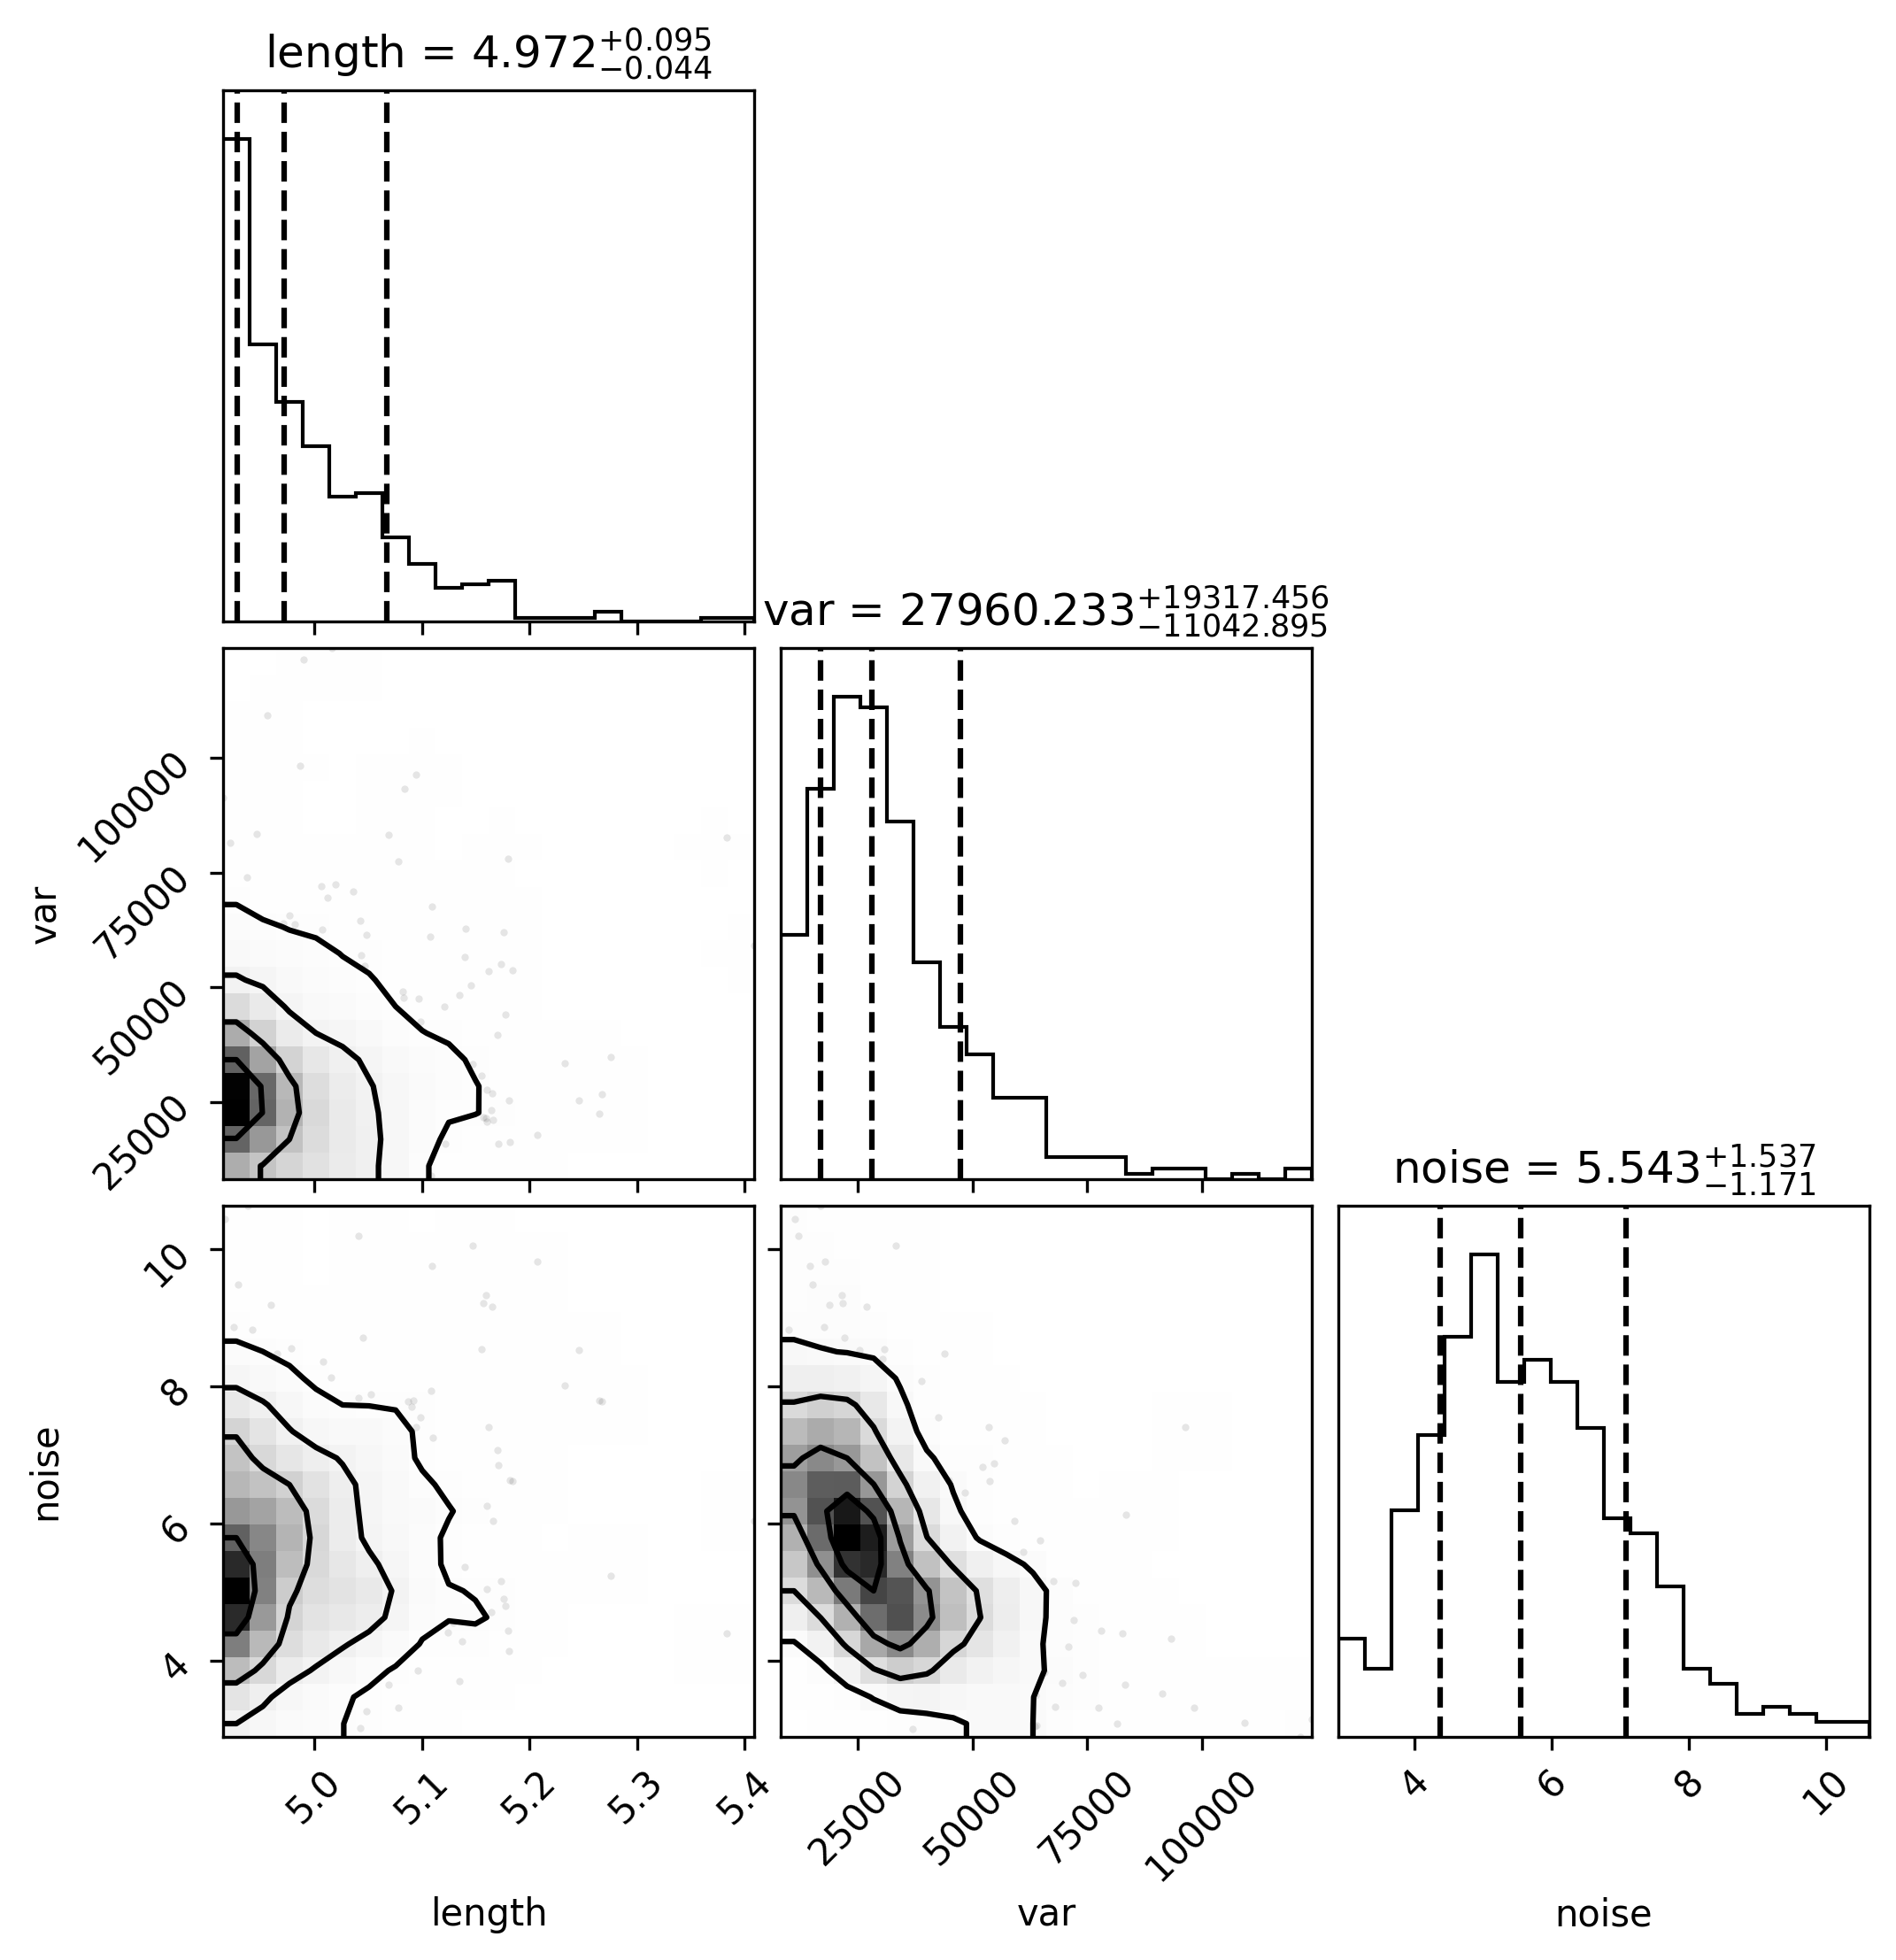 length = 4.972 +0.095 −0.044
var = 27960.233 +19317.456 −11042.895
100000
75000
50000
25000
var
noise = 5.543 +1.537 −1.171
10
8
6
4
noise
5.0 5.1 5.2 5.3 5.4
25000 50000 75000 100000
4 6 8 10
length
var
noise